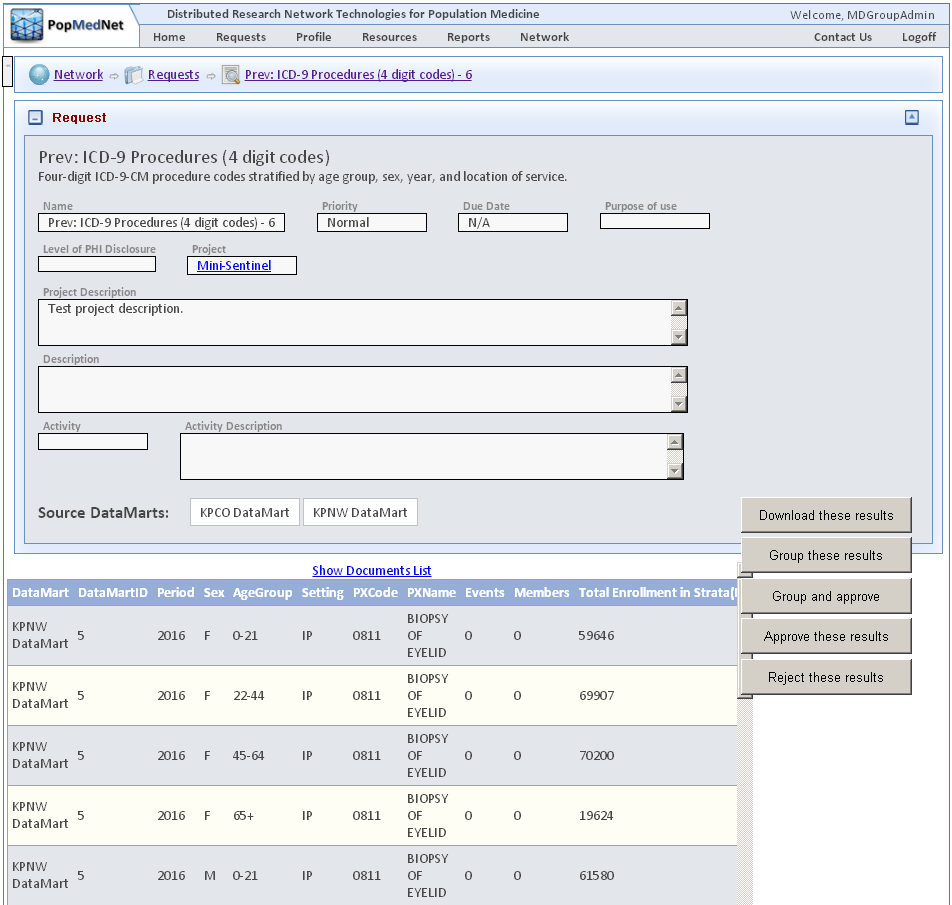 PopMedNet
Distributed Research Network Technologies for Population Medicine
Welcome, MDGroupAdmin
Home Requests Profile Resources Reports Network Contact Us Logoff
Network Requests Prev: ICD-9 Procedures (4 digit codes) - 6
Request
Prev: ICD-9 Procedures (4 digit codes)
Four-digit ICD-9-CM procedure codes stratified by age group, sex, year, and location of service.
Name Priority Due Date Purpose of use
Prev: ICD-9 Procedures (4 digit codes) - 6 Normal N/A
Level of PHI Disclosure Project
Mini-Sentinel
Project Description
Test project description.
Description
Activity Activity Description
Source DataMarts: KPCO DataMart KPNW DataMart
Download these results
Group these results
Group and approve
Approve these results
Reject these results
Show Documents List
DataMart DataMartID Period Sex AgeGroup Setting PXCode PXName Events Members Total Enrollment in Strata(
KPNW DataMart 5 2016 F 0-21 IP 0811 BIOPSY OF EYELID 0 0 59646
KPNW DataMart 5 2016 F 22-44 IP 0811 BIOPSY OF EYELID 0 0 69907
KPNW DataMart 5 2016 F 45-64 IP 0811 BIOPSY OF EYELID 0 0 70200
KPNW DataMart 5 2016 F 65+ IP 0811 BIOPSY OF EYELID 0 0 19624
KPNW DataMart 5 2016 M 0-21 IP 0811 BIOPSY OF EYELID 0 0 61580